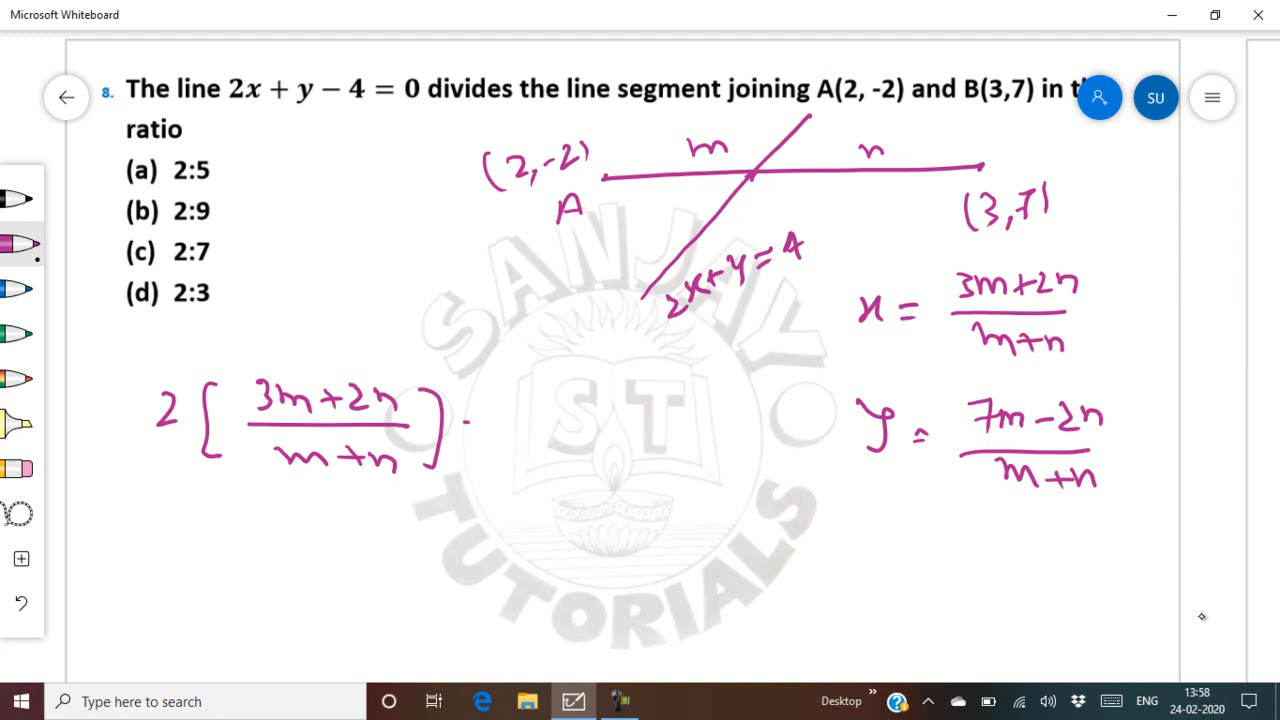 Microsoft Whiteboard
8. The line 2x + y − 4 = 0 divides the line segment joining A(2, -2) and B(3,7) in
SU
ratio
(a) 2:5
(b) 2:9
(c) 2:7
(d) 2:3
m
n
(2,-2)
A
(3,7)
2x+y=4
x = 3m+2n
m+n
2[3m+2n
m+n]
y = 7m-2n
m+n
SANJAY
ST
TUTORIALS
Type here to search
Desktop
ENG
13:58
24-02-2020